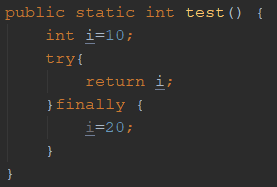 public static int test() {
    int i=10;
    try{
        return i;
    }finally {
        i=20;
    }
}